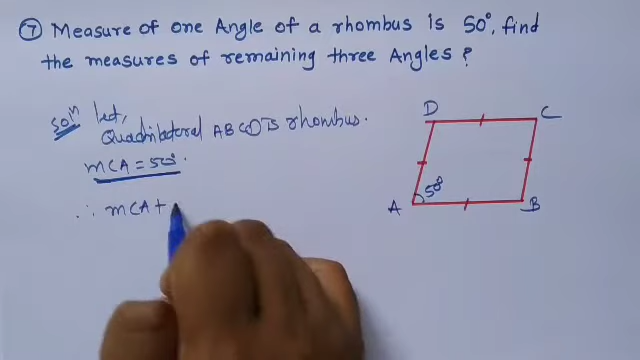 ⑦ Measure of one Angle of a rhombus is 50°, find
the measures of remaining three Angles ?
Solⁿ let,
Quadrilateral ABCD is rhombus.
m∠A = 50°.
∴ m∠A +
D
C
50°
A
B